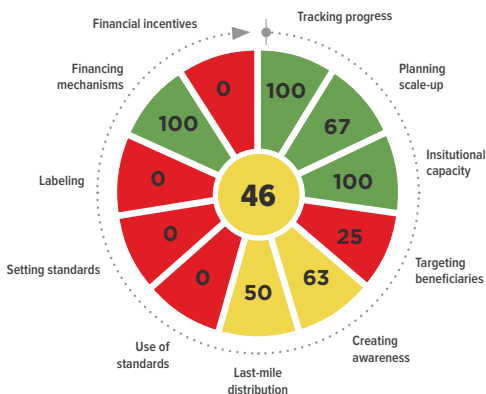 Tracking progress
100
Planning
scale-up
67
Insitutional
capacity
100
Targeting
beneficiaries
25
Creating
awareness
63
Last-mile
distribution
50
Use of
standards
0
Setting standards
0
Labeling
0
Financing
mechanisms
100
Financial incentives
0
46